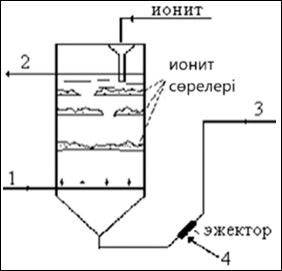 ионит
2
ионит
сөрелері
3
1
эжектор
4